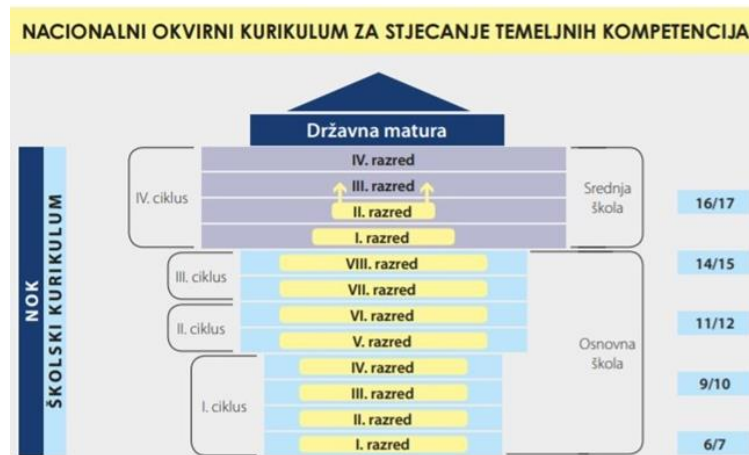 NACIONALNI OKVIRNI KURIKULUM ZA STJECANJE TEMELJNIH KOMPETENCIJA
Državna matura
IV. razred
III. razred
II. razred
I. razred
IV. ciklus
Srednja
škola
16/17
VIII. razred
VII. razred
III. ciklus
14/15
VI. razred
V. razred
II. ciklus
11/12
Osnovna
škola
IV. razred
III. razred
II. razred
I. razred
I. ciklus
9/10
6/7
NOK
ŠKOLSKI KURIKULUM